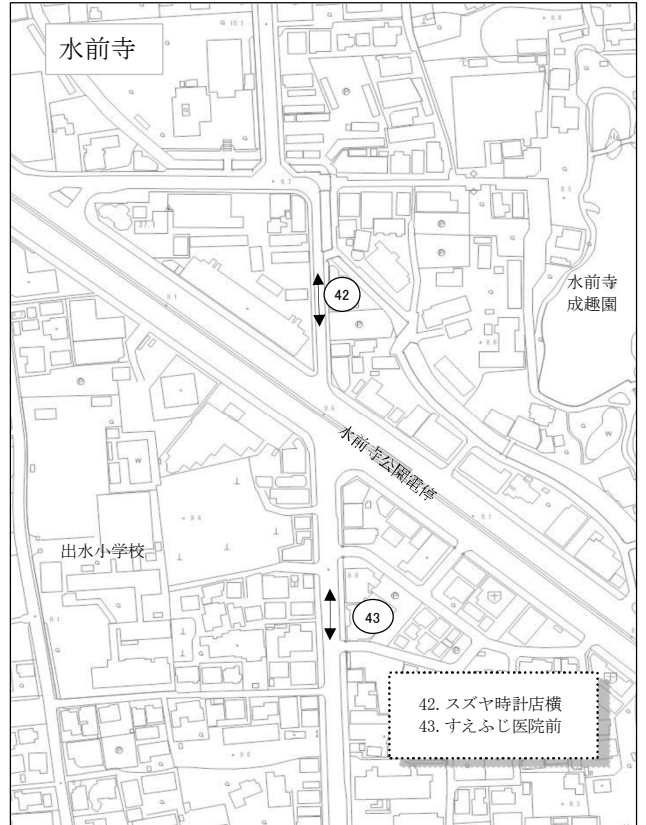 水前寺
42
水前寺
成趣園
水前寺公園電停
出水小学校
43
42. スズヤ時計店横
43. すえふじ医院前